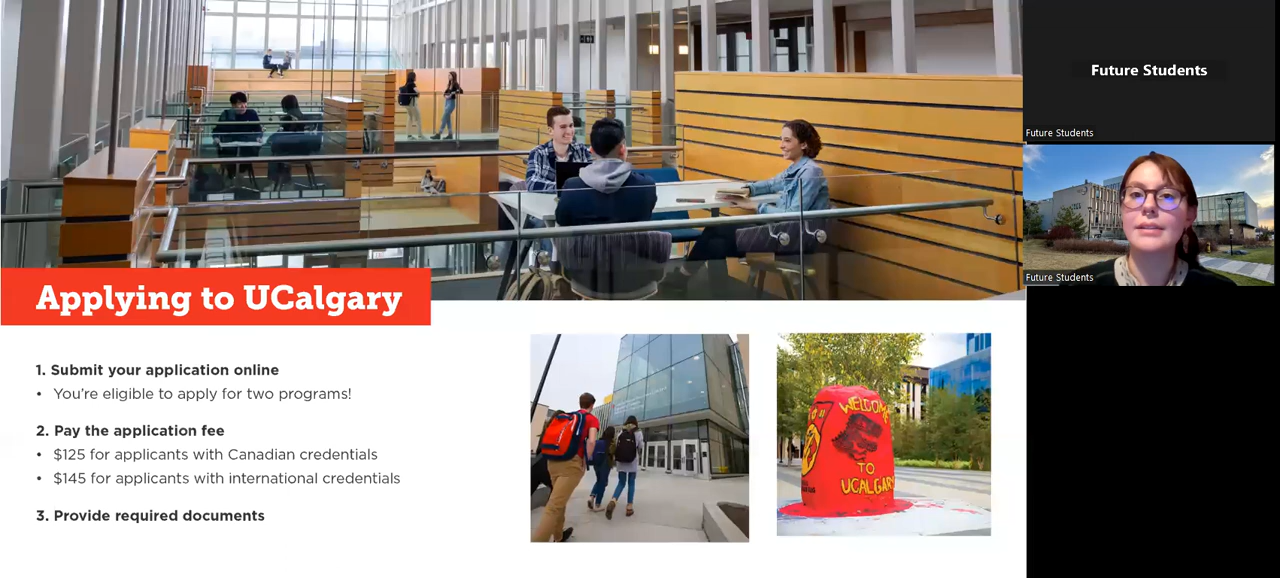 Future Students
Future Students
Future Students
Applying to UCalgary
1. Submit your application online
• You're eligible to apply for two programs!
2. Pay the application fee
• $125 for applicants with Canadian credentials
• $145 for applicants with international credentials
3. Provide required documents
WELCOME
TO
UCALGARY